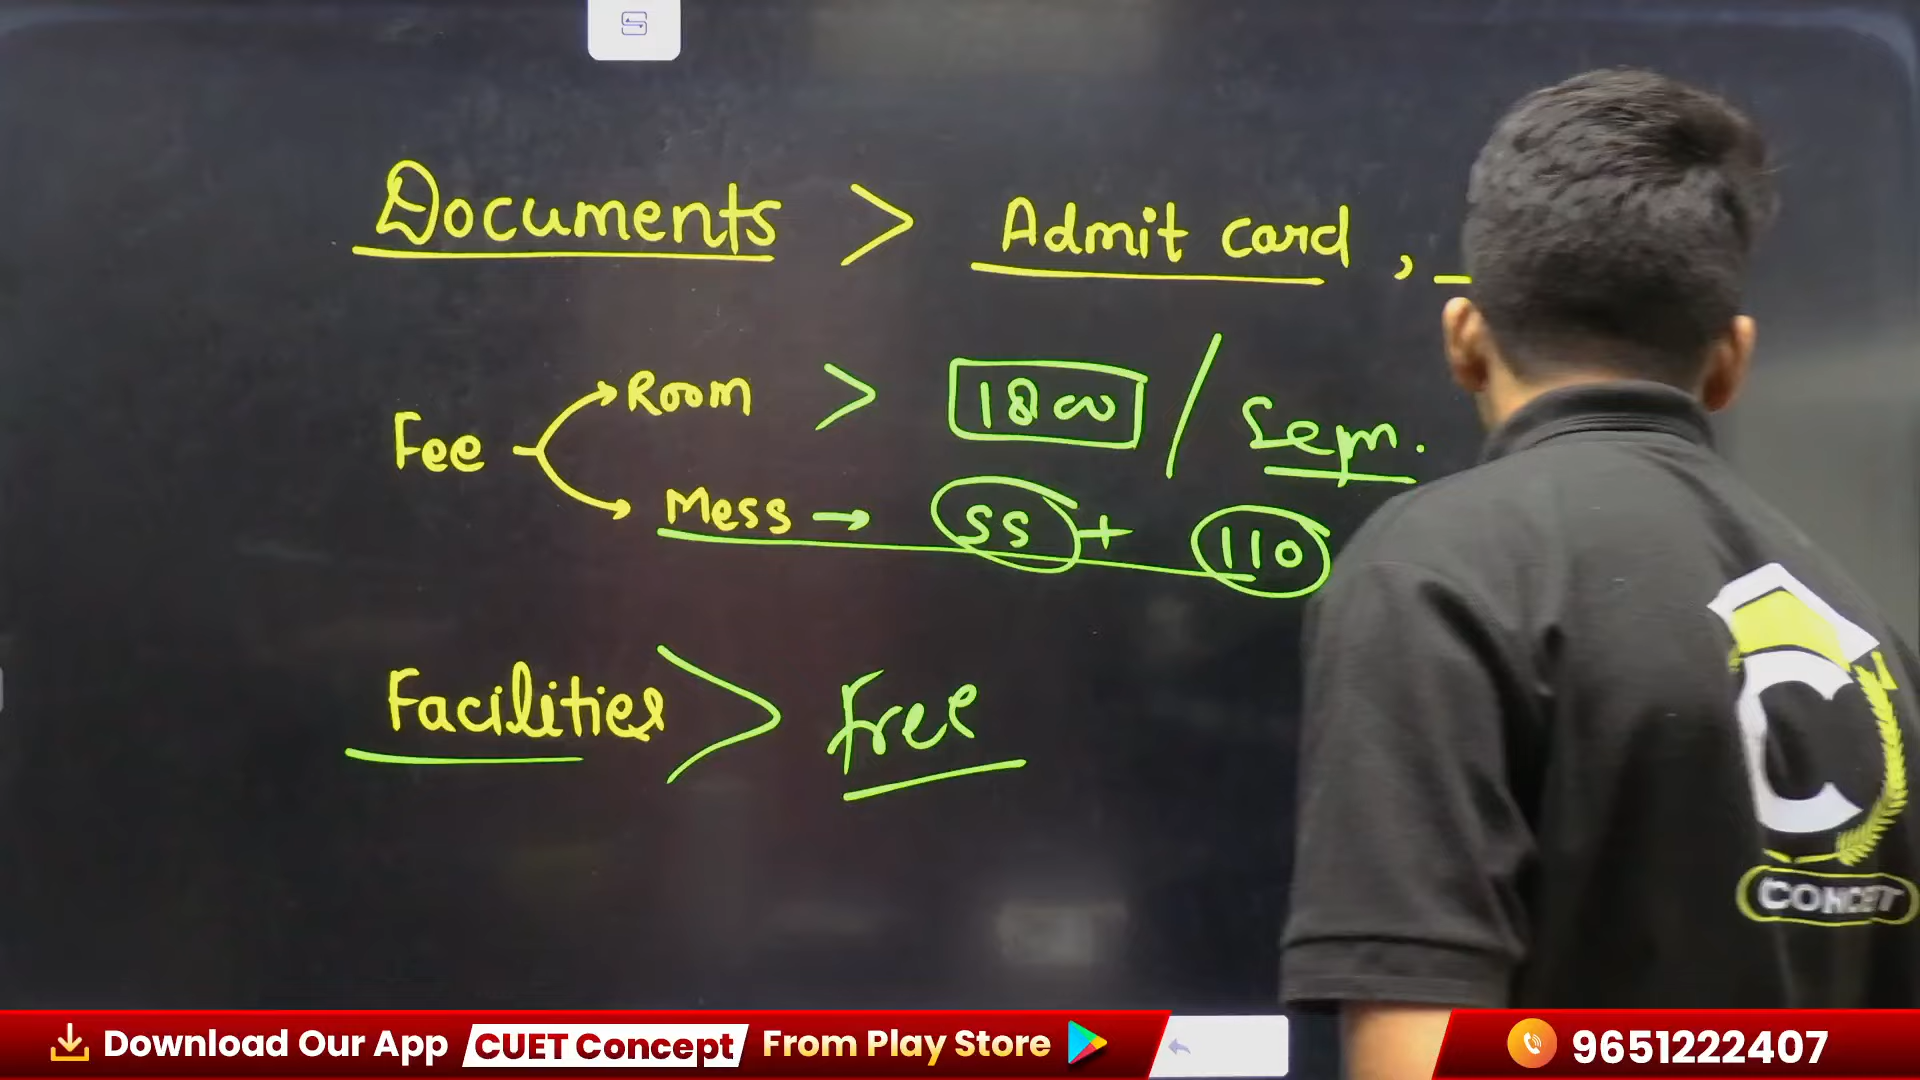 Documents > Admit card ,
Fee → Room > 1800 / Sem.
→ Mess → 55 + 110
Facilities > Free
C
CONCEPT
Download Our App CUET Concept From Play Store
9651222407